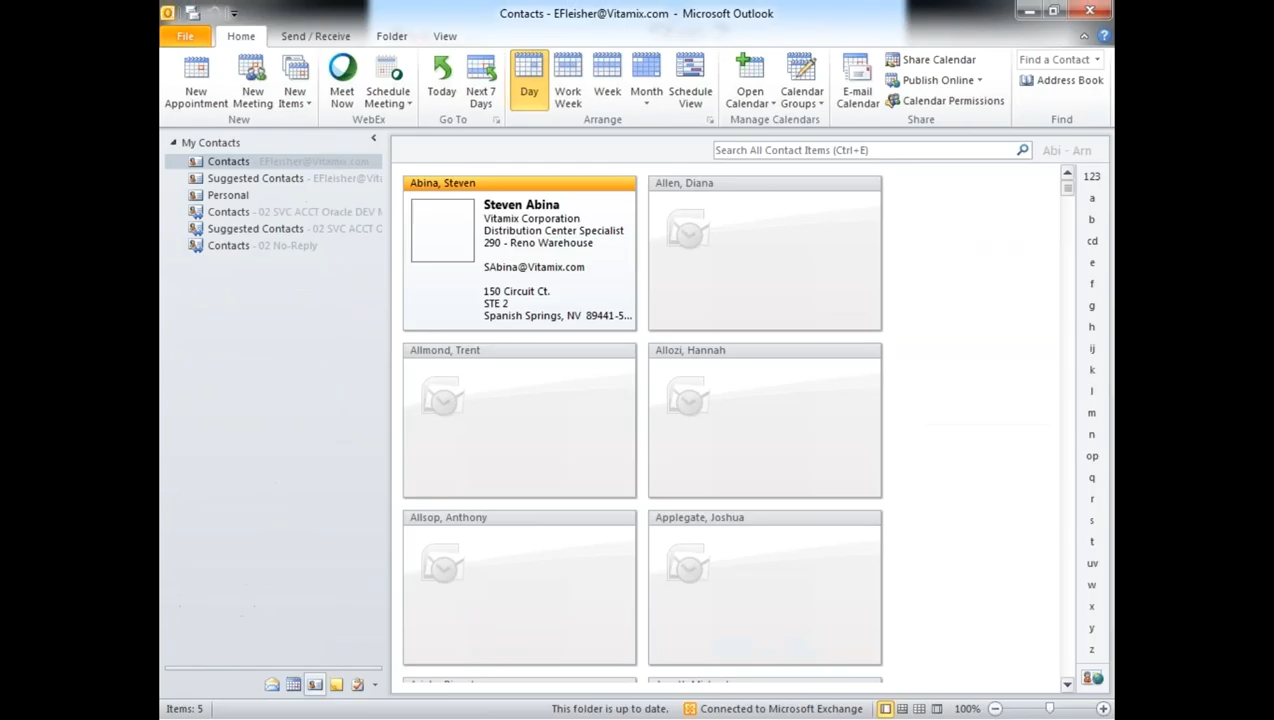 Contacts - EFleisher@Vitamix.com - Microsoft Outlook
File
Home
Send / Receive
Folder
View
New Appointment
New Meeting
New Items
New
Meet Now
Schedule Meeting
WebEx
Today
Next 7 Days
Go To
Day
Work Week
Week
Month
Schedule View
Arrange
Open Calendar
Calendar Groups
Manage Calendars
E-mail Calendar
Share Calendar
Publish Online
Calendar Permissions
Share
Find a Contact
Address Book
Find
My Contacts
Contacts - EFleisher@Vitamix.com
Suggested Contacts - EFleisher@Vita
Personal
Contacts - 02 SVC ACCT Oracle DEV
Suggested Contacts - 02 SVC ACCT O
Contacts - 02 No-Reply
Search All Contact Items (Ctrl+E)
Abi - Arn
Abina, Steven
Steven Abina
Vitamix Corporation
Distribution Center Specialist
290 - Reno Warehouse
SAbina@Vitamix.com
150 Circuit Ct.
STE 2
Spanish Springs, NV 89441-5...
Allen, Diana
Allmond, Trent
Allozi, Hannah
Allsop, Anthony
Applegate, Joshua
123
a
b
cd
e
f
g
h
ij
k
l
m
n
op
q
r
s
t
uv
w
x
y
z
Items: 5
This folder is up to date.
Connected to Microsoft Exchange
100%